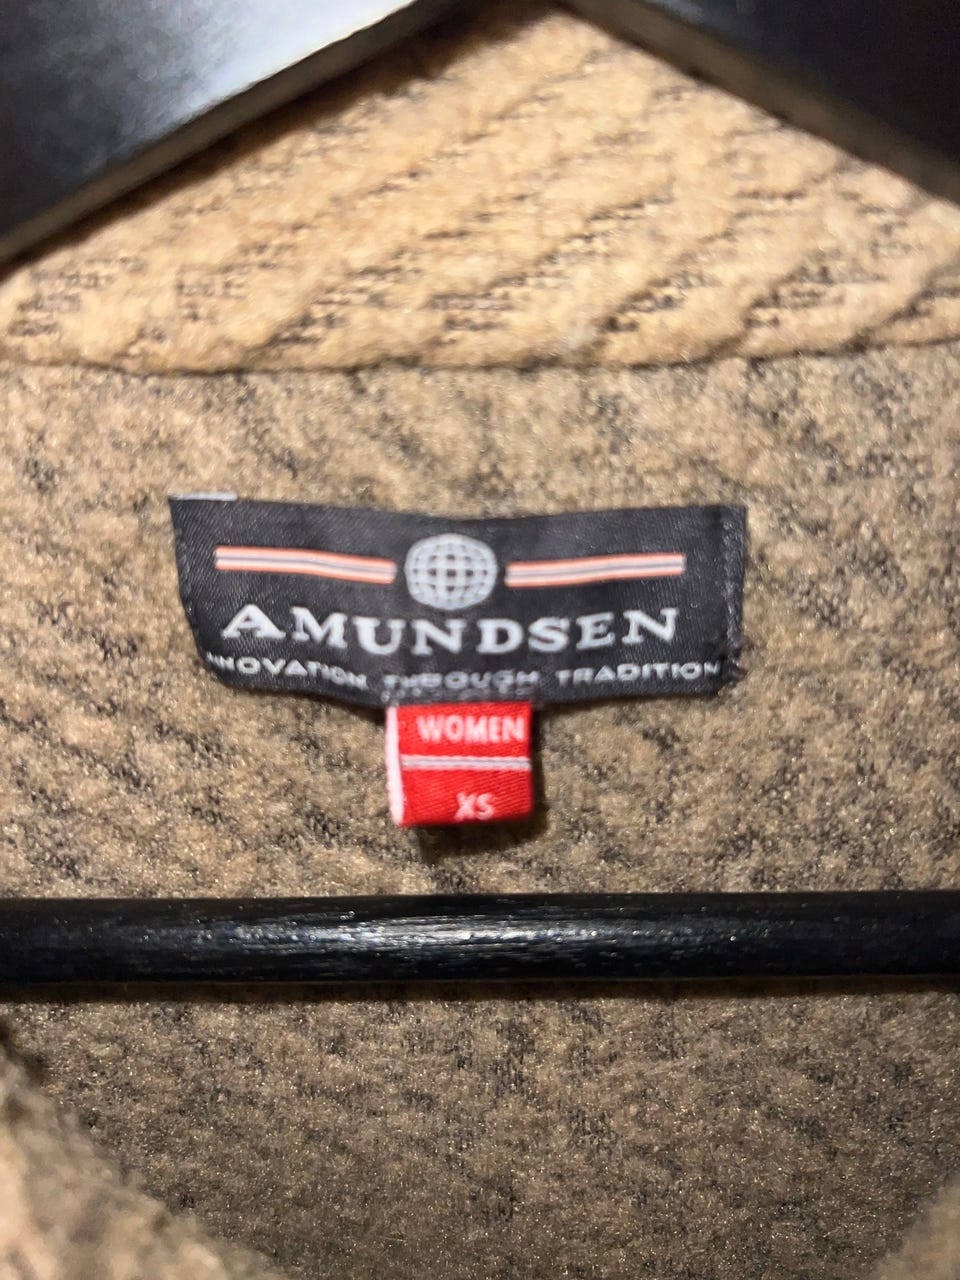 AMUNDSEN
INNOVATION THROUGH TRADITION
WOMEN
XS